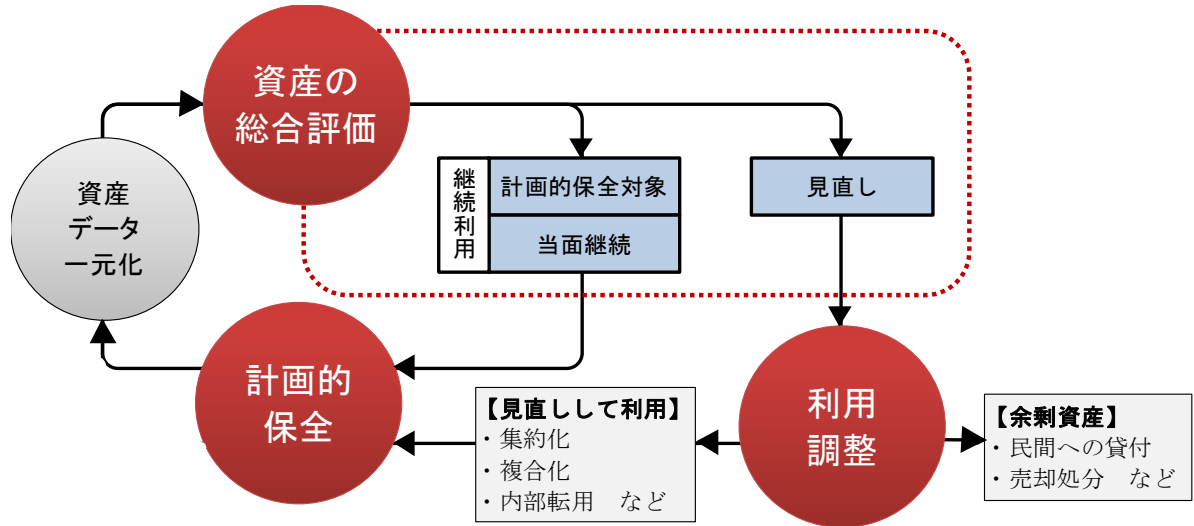 資産の
総合評価
資産
データ
一元化
継続利用
計画的保全対象
当面継続
見直し
計画的
保全
【見直しして利用】
・集約化
・複合化
・内部転用　など
利用
調整
【余剰資産】
・民間への貸付
・売却処分　など